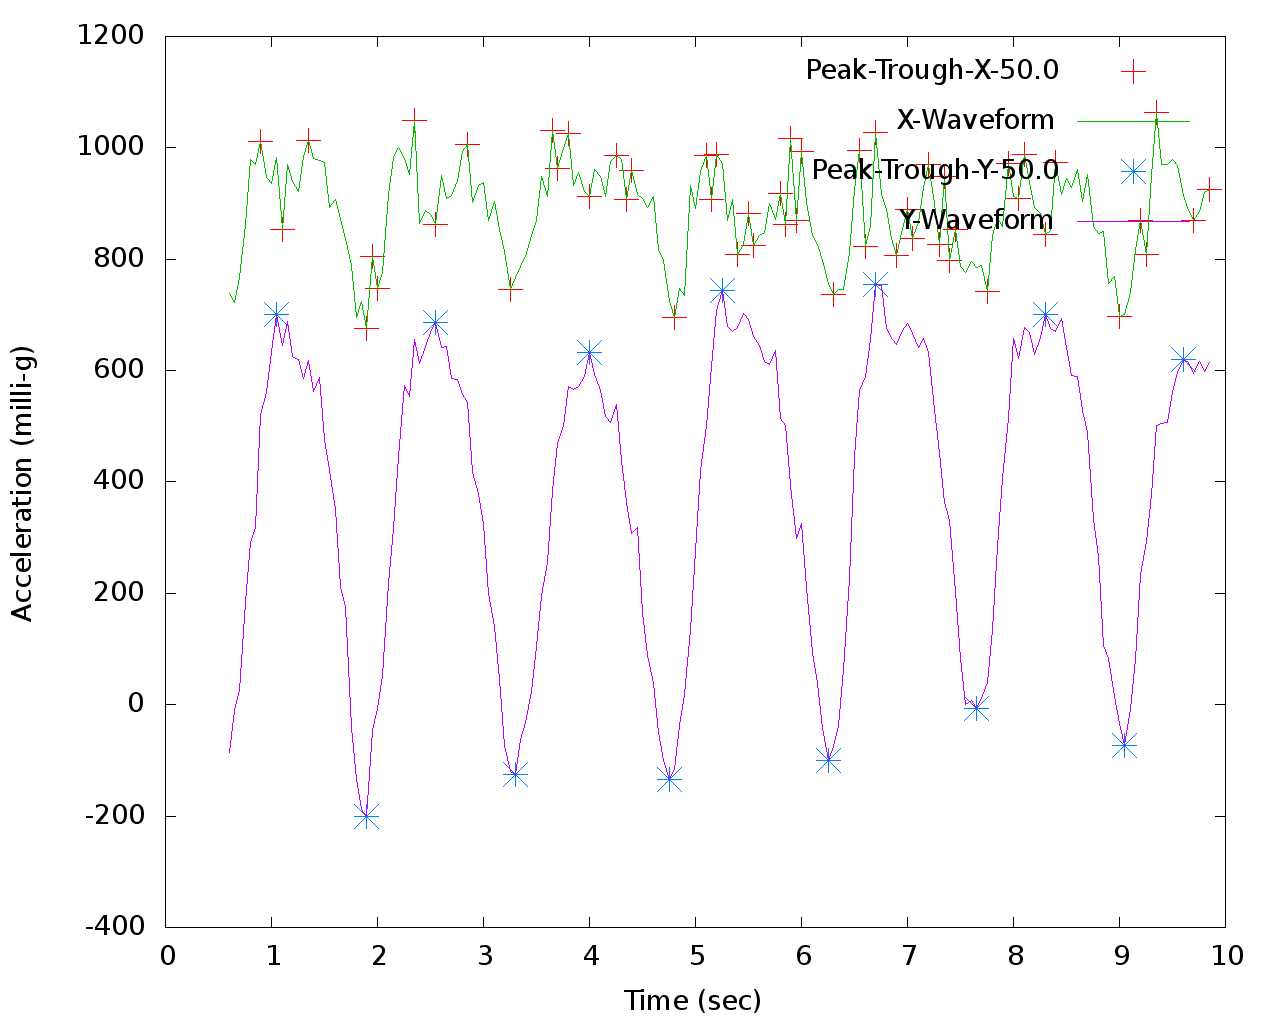 1200
1000
800
600
400
200
0
-200
-400
Acceleration (milli-g)
Peak-Trough-X-50.0
X-Waveform
Peak-Trough-Y-50.0
Y-Waveform
0 1 2 3 4 5 6 7 8 9 10
Time (sec)